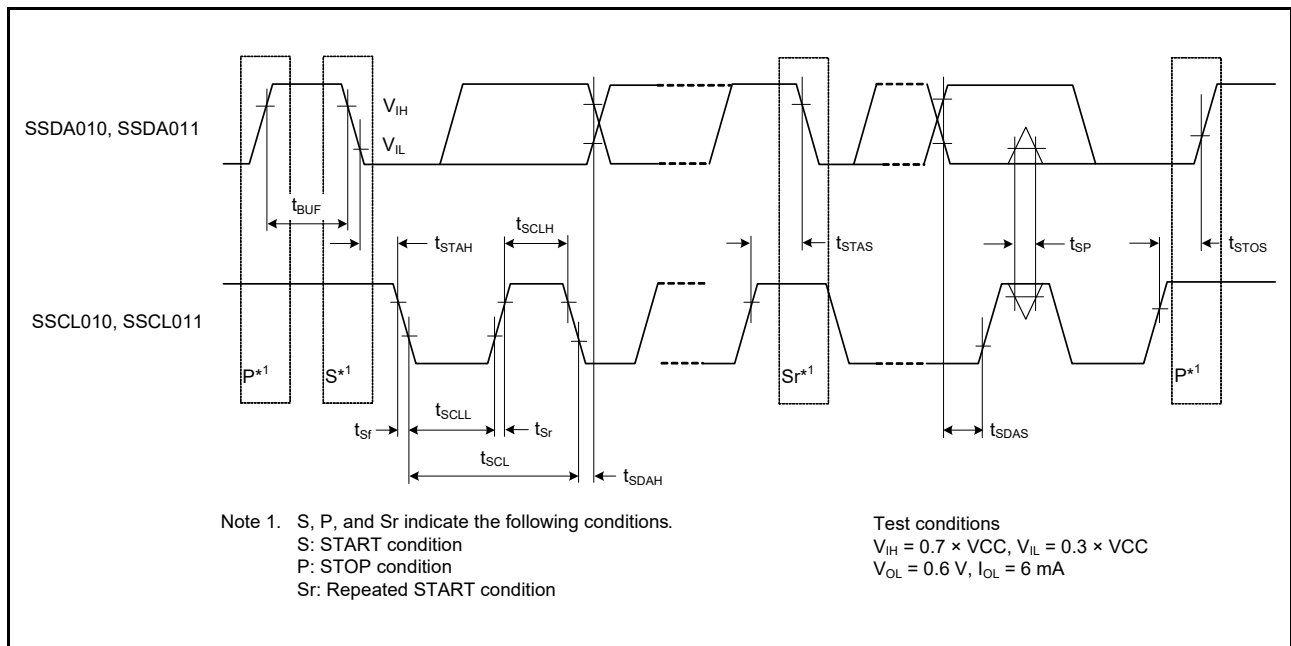 SSDA010, SSDA011
VIH
VIL
tBUF
tSTAH
tSCLH
tSTAS
tSP
tSTOS
SSCL010, SSCL011
P*1
S*1
Sr*1
P*1
tSf
tSCLL
tSr
tSDAS
tSCL
tSDAH
Note 1. S, P, and Sr indicate the following conditions.
S: START condition
P: STOP condition
Sr: Repeated START condition
Test conditions
VIH = 0.7 × VCC, VIL = 0.3 × VCC
VOL = 0.6 V, IOL = 6 mA